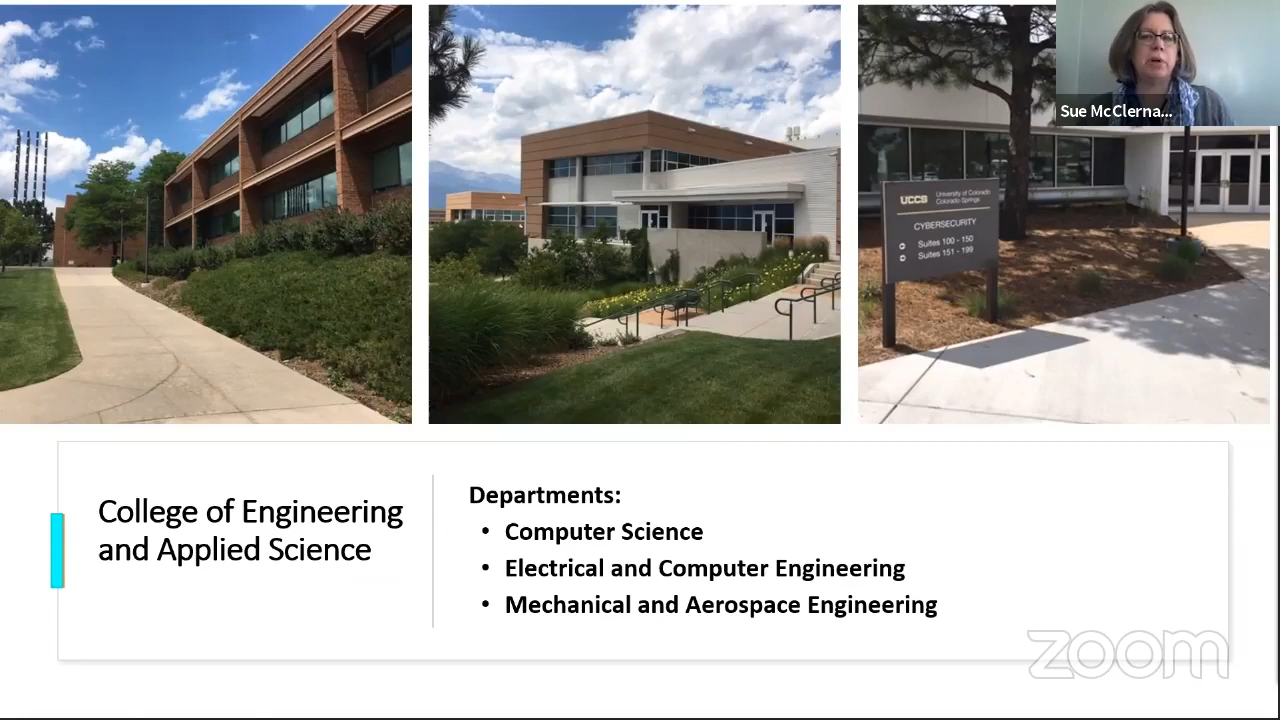 Sue McClerna...
UCCS University of Colorado
Colorado Springs
CYBERSECURITY
Suites 100 - 150
Suites 151 - 199
College of Engineering
and Applied Science
Departments:
• Computer Science
• Electrical and Computer Engineering
• Mechanical and Aerospace Engineering
zoom